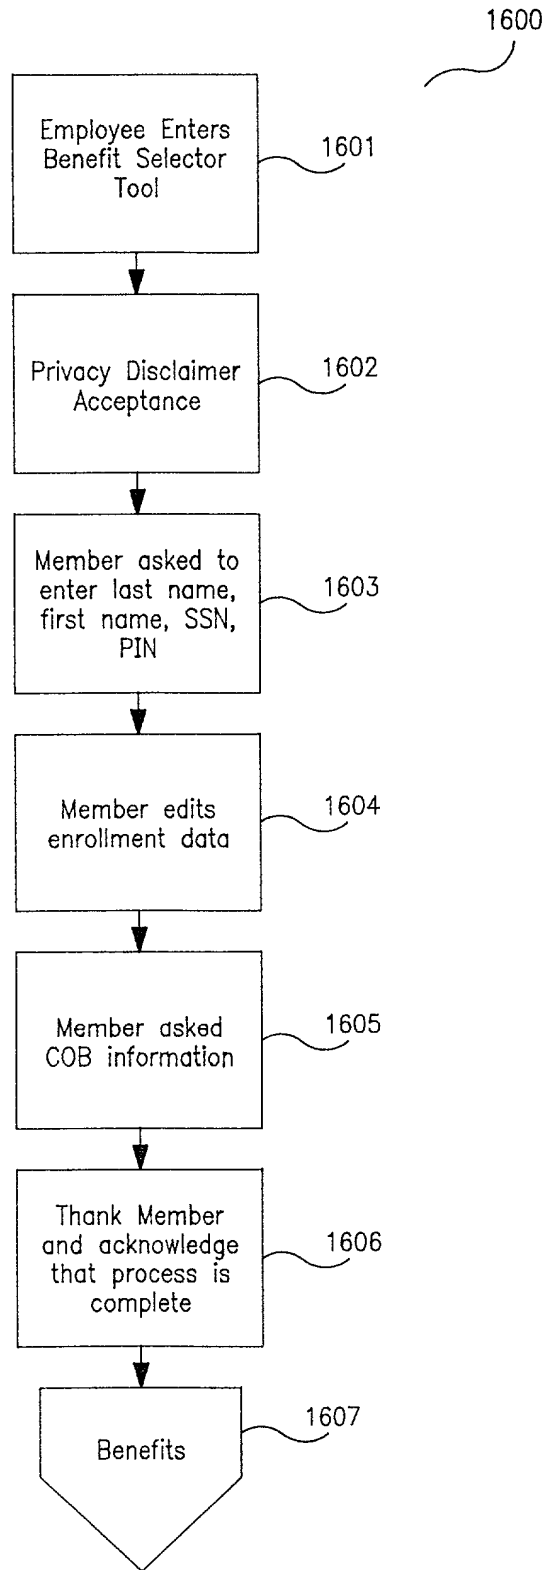 1600
Employee Enters
Benefit Selector
Tool
1601
Privacy Disclaimer
Acceptance
1602
Member asked to
enter last name,
first name, SSN,
PIN
1603
Member edits
enrollment data
1604
Member asked
COB information
1605
Thank Member
and acknowledge
that process is
complete
1606
Benefits
1607